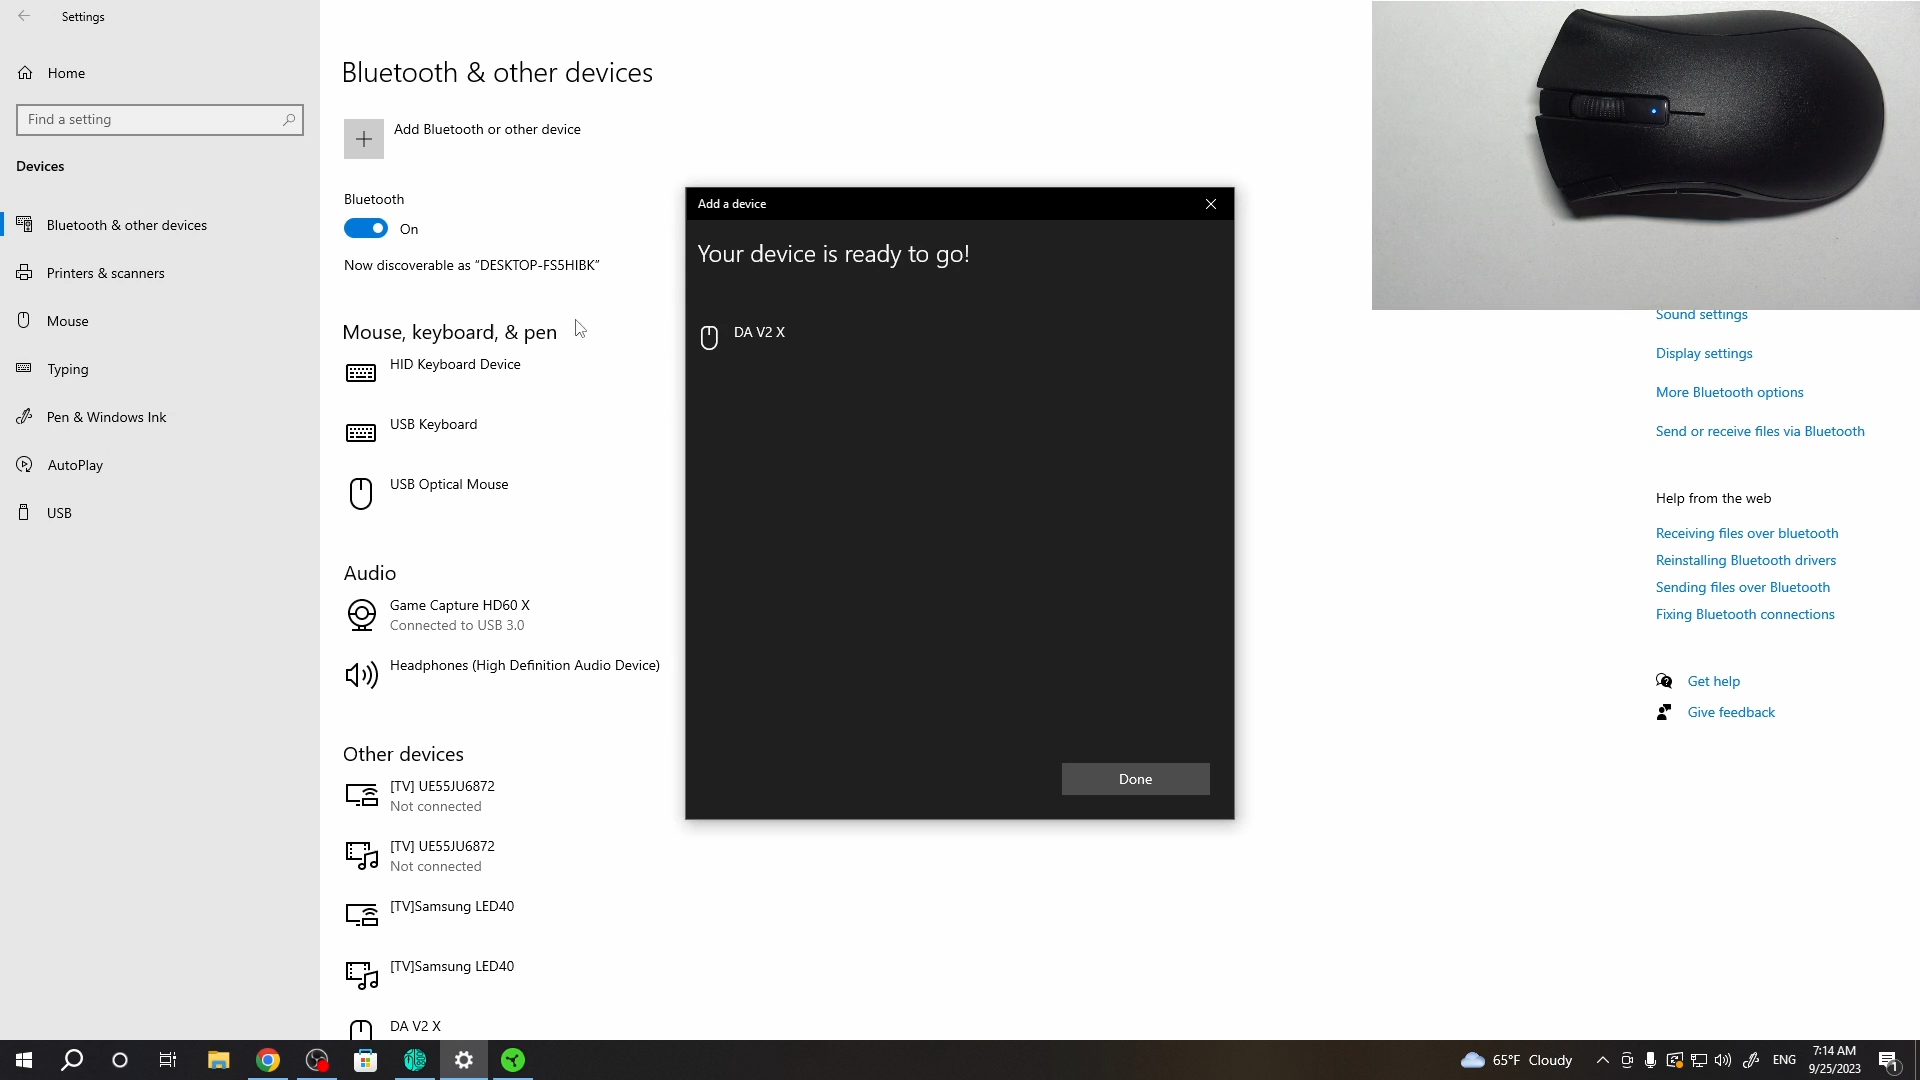 Settings
Home
Find a setting
Devices
Bluetooth & other devices
Printers & scanners
Mouse
Typing
Pen & Windows Ink
AutoPlay
USB
Bluetooth & other devices
Add Bluetooth or other device
Bluetooth
On
Now discoverable as “DESKTOP-FS5HIBK”
Mouse, keyboard, & pen
HID Keyboard Device
USB Keyboard
USB Optical Mouse
Audio
Game Capture HD60 X
Connected to USB 3.0
Headphones (High Definition Audio Device)
Other devices
[TV] UE55JU6872
Not connected
[TV] UE55JU6872
Not connected
[TV]Samsung LED40
[TV]Samsung LED40
DA V2 X
Add a device
Your device is ready to go!
DA V2 X
Done
Sound settings
Display settings
More Bluetooth options
Send or receive files via Bluetooth
Help from the web
Receiving files over bluetooth
Reinstalling Bluetooth drivers
Sending files over Bluetooth
Fixing Bluetooth connections
Get help
Give feedback
65°F Cloudy
ENG
7:14 AM
9/25/2023
1